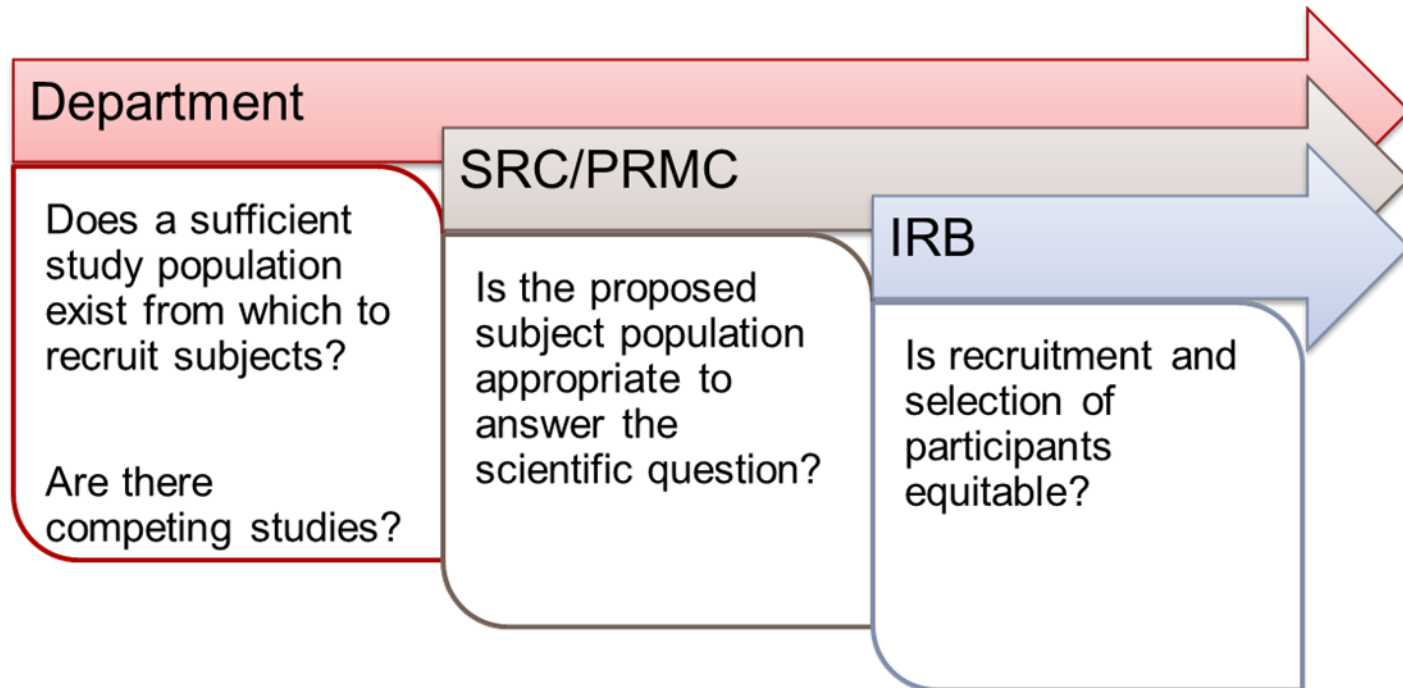 Department
Does a sufficient
study population
exist from which to
recruit subjects?
Are there
competing studies?
SRC/PRMC
Is the proposed
subject population
appropriate to
answer the
scientific question?
IRB
Is recruitment and
selection of
participants
equitable?